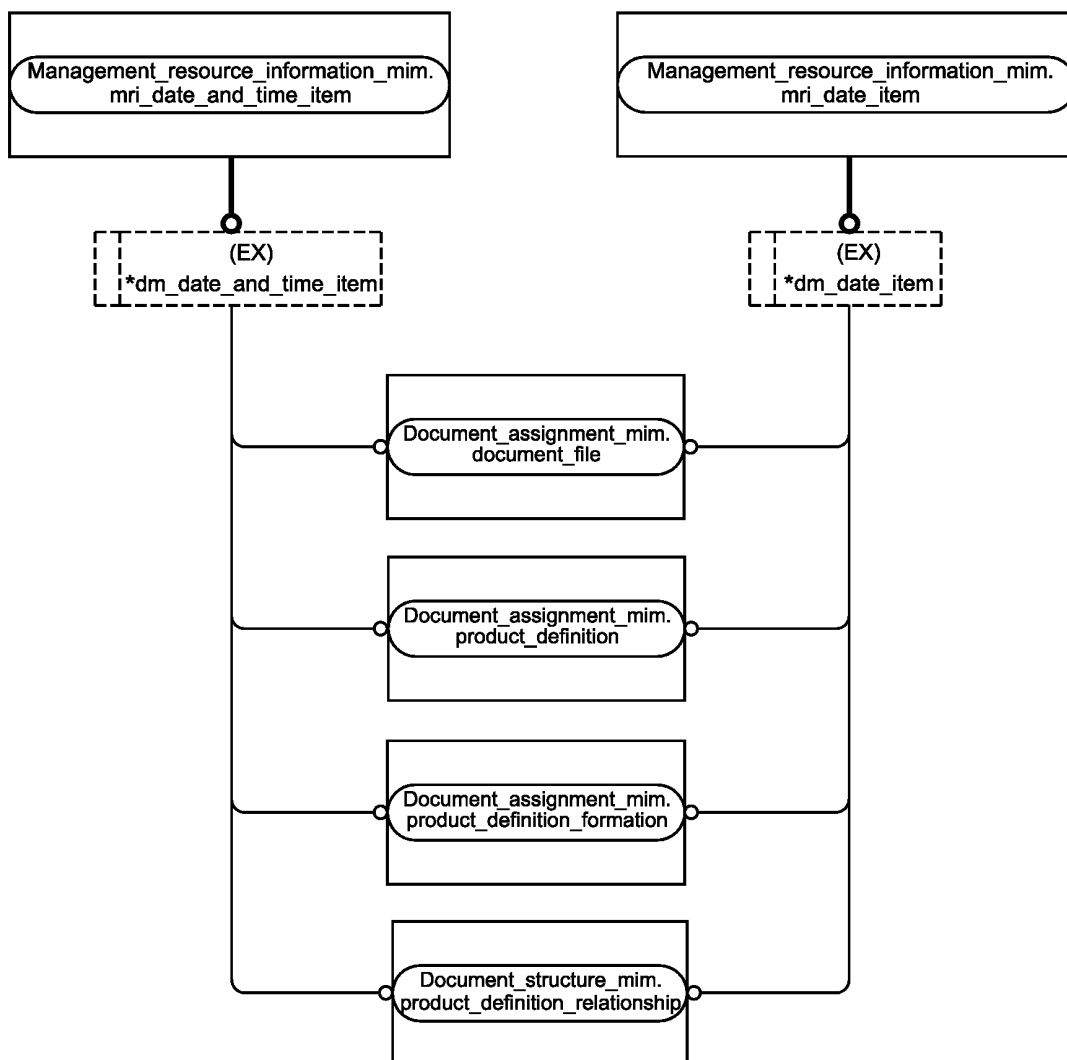 Management_resource_information_mim.
mri_date_and_time_item
Management_resource_information_mim.
mri_date_item
(EX)
*dm_date_and_time_item
(EX)
*dm_date_item
Document_assignment_mim.
document_file
Document_assignment_mim.
product_definition
Document_assignment_mim.
product_definition_formation
Document_structure_mim.
product_definition_relationship